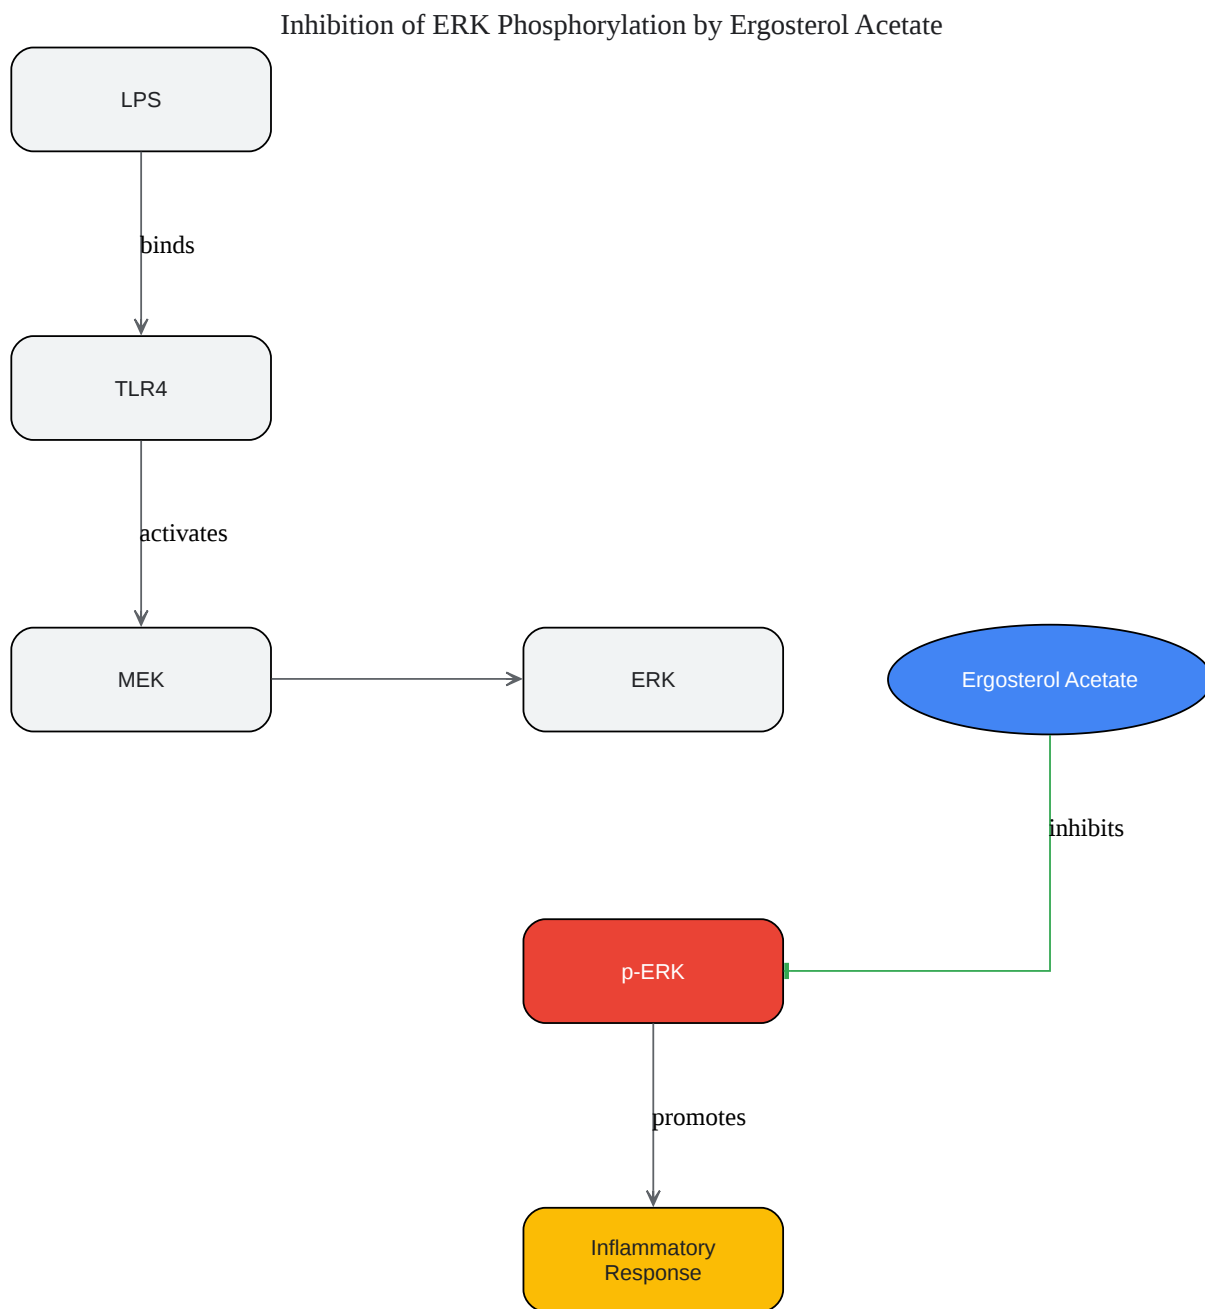 Inhibition of ERK Phosphorylation by Ergosterol Acetate
LPS
binds
TLR4
activates
MEK
ERK
Ergosterol Acetate
inhibits
p-ERK
promotes
Inflammatory
Response